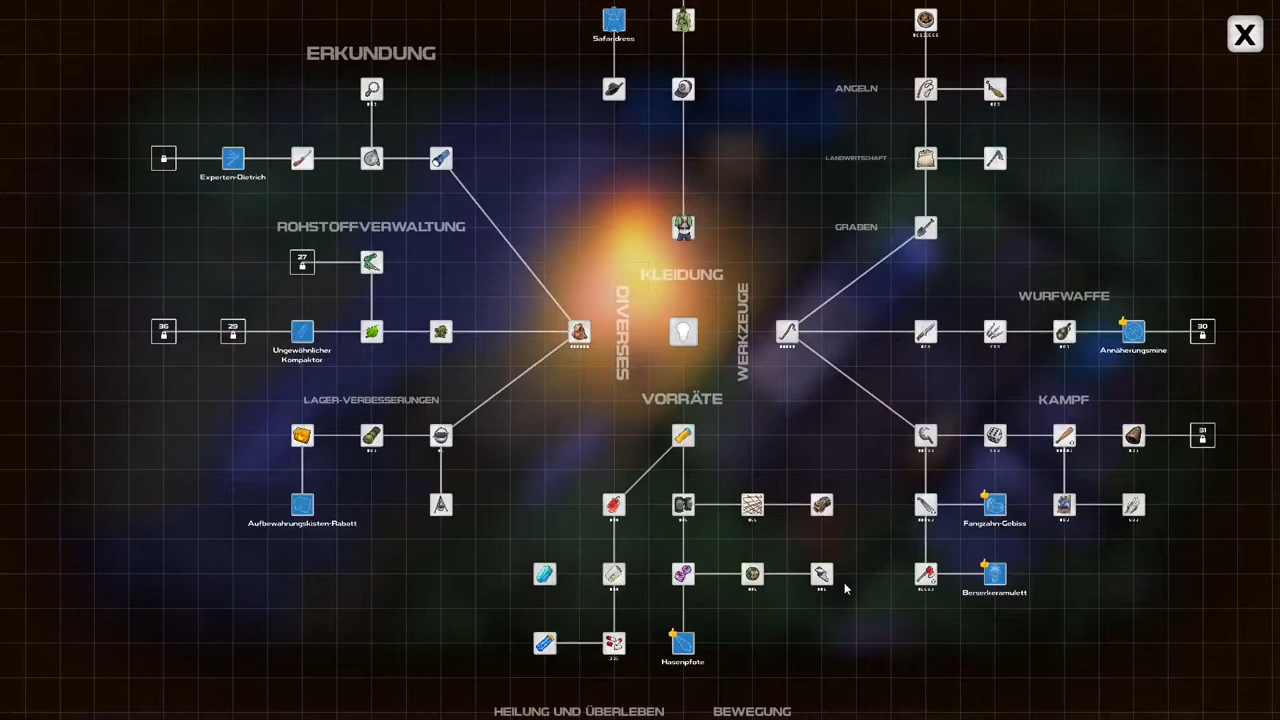 Safaridress
ERKUNDUNG
X
ANGELN
LANDWIRTSCHAFT
Experten-Dietrich
ROHSTOFFVERWALTUNG
GRABEN
27
KLEIDUNG
DIVERSES
WERKZEUGE
WURFWAFFE
36
29
30
Ungewöhnlicher
Kompaktor
Annäherungsmine
LAGER-VERBESSERUNGEN
VORRÄTE
KAMPF
31
Aufbewahrungskisten-Rabatt
Fangzahn-Gebiss
Berserkeramulett
Hasenpfote
HEILUNG UND ÜBERLEBEN
BEWEGUNG